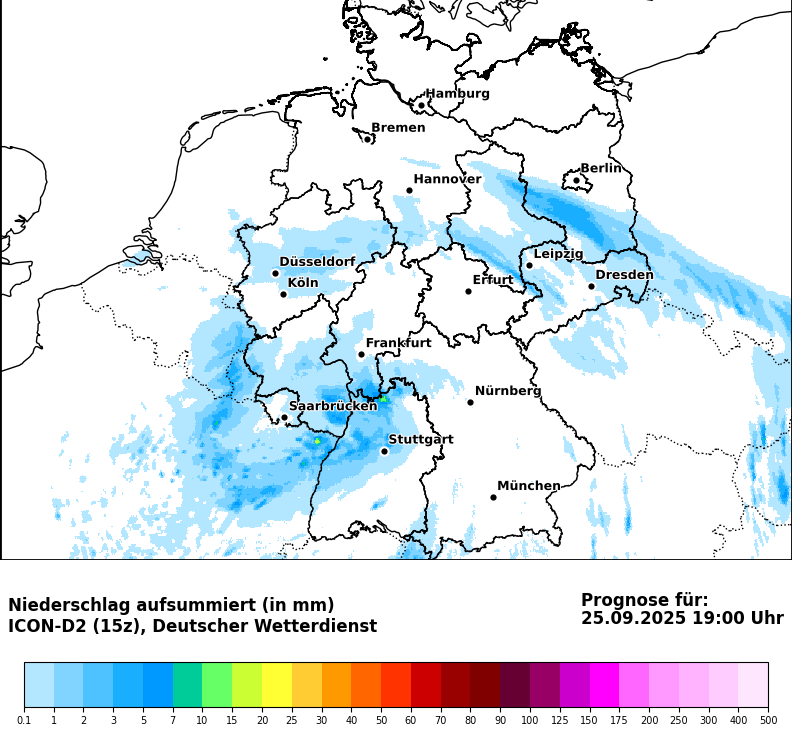 Hamburg
Bremen
Berlin
Hannover
Leipzig
Düsseldorf
Dresden
Köln
Erfurt
Frankfurt
Nürnberg
Saarbrücken
Stuttgart
München
Niederschlag aufsummiert (in mm)
ICON-D2 (15z), Deutscher Wetterdienst
Prognose für:
25.09.2025 19:00 Uhr
0.1 1 2 3 5 7 10 15 20 25 30 40 50 60 70 80 90 100 125 150 175 200 250 300 400 500